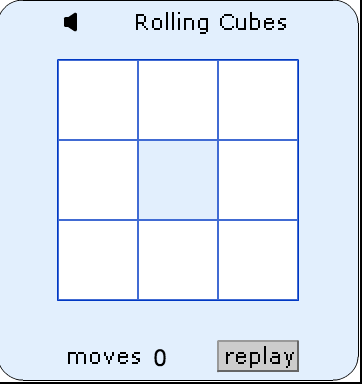 Rolling Cubes
moves 0
replay